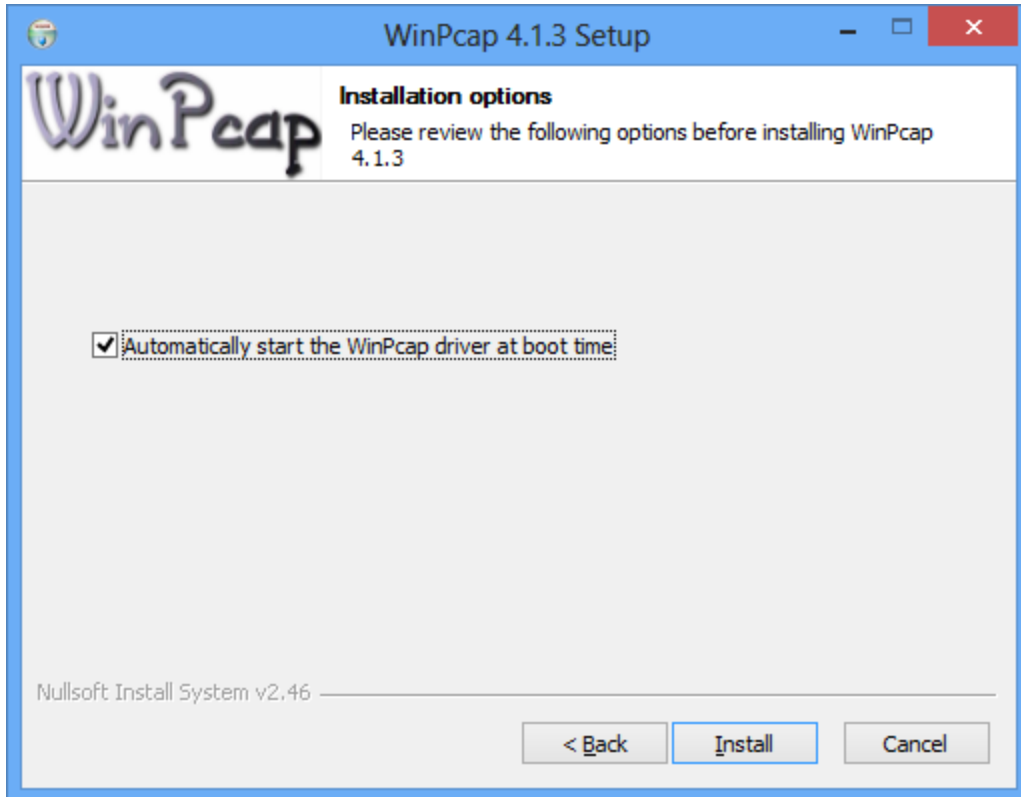 WinPcap 4.1.3 Setup
WinPcap
Installation options
Please review the following options before installing WinPcap
4.1.3
Automatically start the WinPcap driver at boot time
Nullsoft Install System v2.46
< Back
Install
Cancel